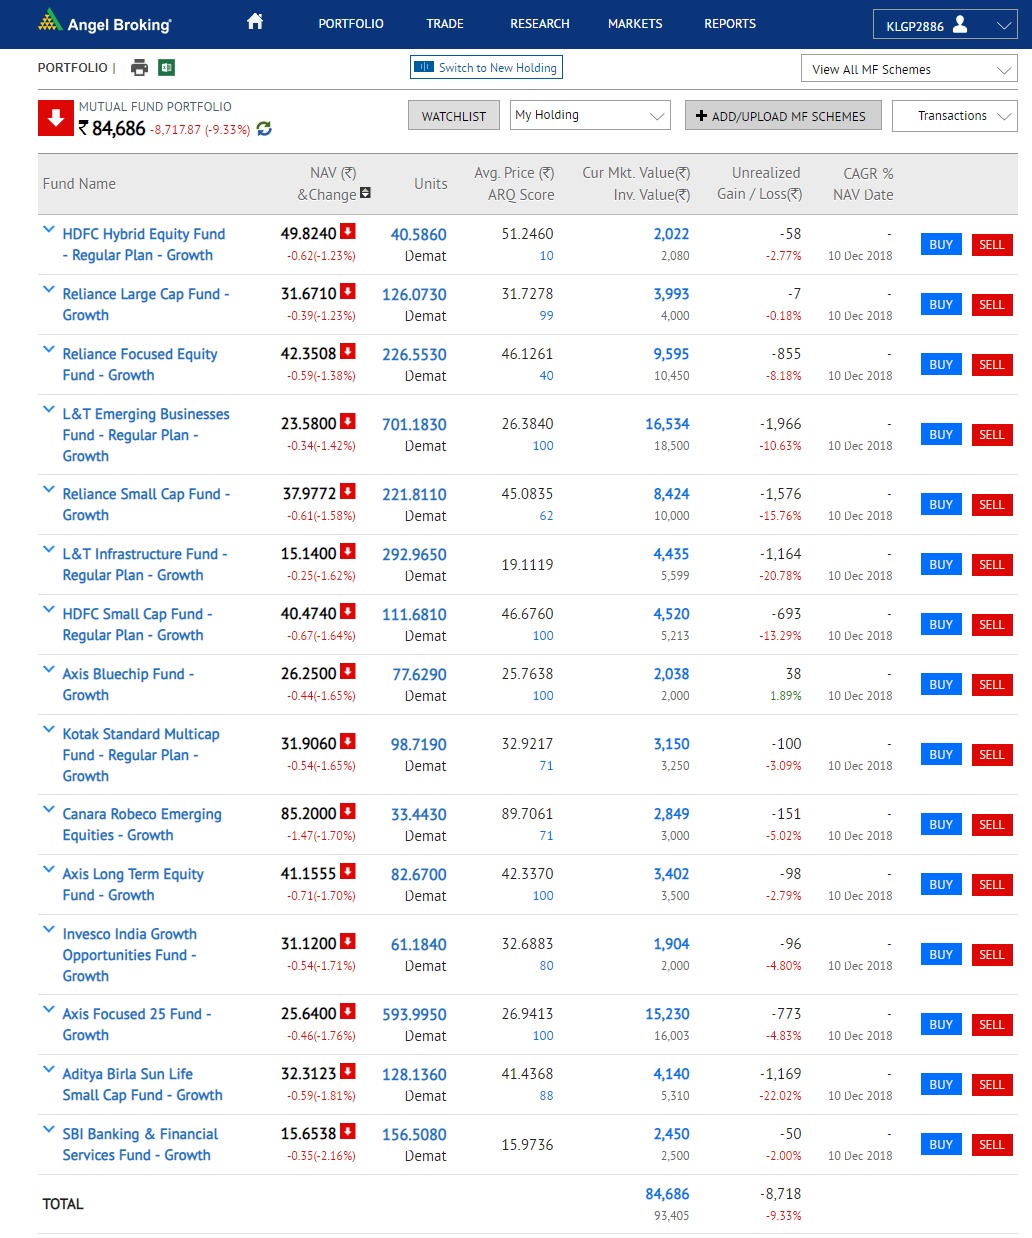 Angel Broking
PORTFOLIO TRADE RESEARCH MARKETS REPORTS KLGP2886
PORTFOLIO | Switch to New Holding View All MF Schemes
MUTUAL FUND PORTFOLIO
₹ 84,686 -8,717.87 (-9.33%) WATCHLIST My Holding + ADD/UPLOAD MF SCHEMES Transactions
Fund Name NAV (₹) &Change Units Avg. Price (₹) ARQ Score Cur Mkt. Value(₹) Inv. Value(₹) Unrealized Gain / Loss(₹) CAGR % NAV Date
HDFC Hybrid Equity Fund 49.8240 40.5860 51.2460 2,022 -58 - BUY SELL
- Regular Plan - Growth -0.62(-1.23%) Demat 10 2,080 -2.77% 10 Dec 2018
Reliance Large Cap Fund - 31.6710 126.0730 31.7278 3,993 -7 - BUY SELL
Growth -0.39(-1.23%) Demat 99 4,000 -0.18% 10 Dec 2018
Reliance Focused Equity 42.3508 226.5530 46.1261 9,595 -855 - BUY SELL
Fund - Growth -0.59(-1.38%) Demat 40 10,450 -8.18% 10 Dec 2018
L&T Emerging Businesses
Fund - Regular Plan - 23.5800 701.1830 26.3840 16,534 -1,966 - BUY SELL
Growth -0.34(-1.42%) Demat 100 18,500 -10.63% 10 Dec 2018
Reliance Small Cap Fund - 37.9772 221.8110 45.0835 8,424 -1,576 - BUY SELL
Growth -0.61(-1.58%) Demat 62 10,000 -15.76% 10 Dec 2018
L&T Infrastructure Fund - 15.1400 292.9650 19.1119 4,435 -1,164 - BUY SELL
Regular Plan - Growth -0.25(-1.62%) Demat 5,599 -20.78% 10 Dec 2018
HDFC Small Cap Fund - 40.4740 111.6810 46.6760 4,520 -693 - BUY SELL
Regular Plan - Growth -0.67(-1.64%) Demat 100 5,213 -13.29% 10 Dec 2018
Axis Bluechip Fund - 26.2500 77.6290 25.7638 2,038 38 - BUY SELL
Growth -0.44(-1.65%) Demat 100 2,000 1.89% 10 Dec 2018
Kotak Standard Multicap
Fund - Regular Plan - 31.9060 98.7190 32.9217 3,150 -100 - BUY SELL
Growth -0.54(-1.65%) Demat 71 3,250 -3.09% 10 Dec 2018
Canara Robeco Emerging 85.2000 33.4430 89.7061 2,849 -151 - BUY SELL
Equities - Growth -1.47(-1.70%) Demat 71 3,000 -5.02% 10 Dec 2018
Axis Long Term Equity 41.1555 82.6700 42.3370 3,402 -98 - BUY SELL
Fund - Growth -0.71(-1.70%) Demat 100 3,500 -2.79% 10 Dec 2018
Invesco India Growth
Opportunities Fund - 31.1200 61.1840 32.6883 1,904 -96 - BUY SELL
Growth -0.54(-1.71%) Demat 80 2,000 -4.80% 10 Dec 2018
Axis Focused 25 Fund - 25.6400 593.9950 26.9413 15,230 -773 - BUY SELL
Growth -0.46(-1.76%) Demat 100 16,003 -4.83% 10 Dec 2018
Aditya Birla Sun Life 32.3123 128.1360 41.4368 4,140 -1,169 - BUY SELL
Small Cap Fund - Growth -0.59(-1.81%) Demat 88 5,310 -22.02% 10 Dec 2018
SBI Banking & Financial 15.6538 156.5080 15.9736 2,450 -50 - BUY SELL
Services Fund - Growth -0.35(-2.16%) Demat 2,500 -2.00% 10 Dec 2018
TOTAL 84,686 -8,718
93,405 -9.33%